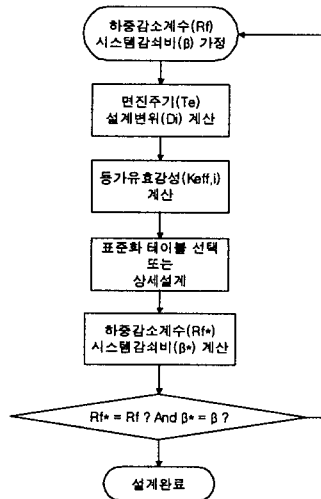 하중감소계수(Rf)
시스템감쇠비(β) 가정
면진주기(Te)
설계변위(Di) 계산
등가유효강성(Keff,i)
계산
표준화 테이블 선택
또는
상세설계
하중감소계수(Rf*)
시스템감쇠비(β*) 계산
Rf* = Rf ? And β* = β ?
설계완료